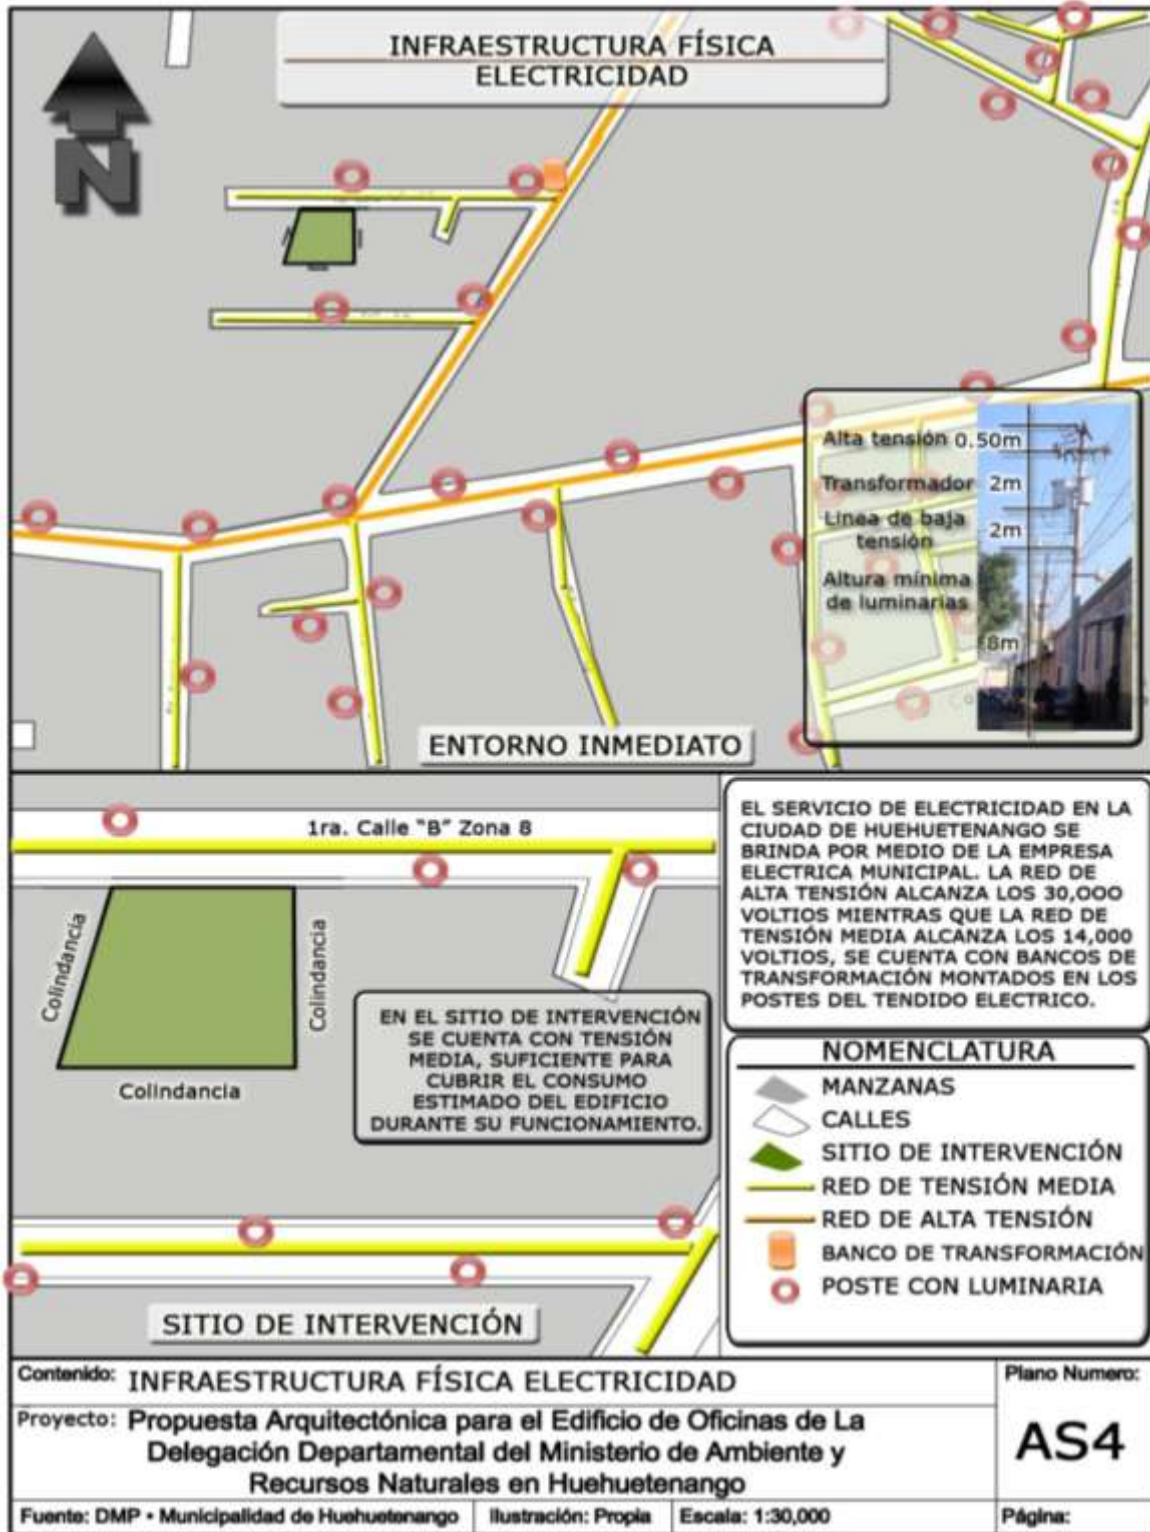 INFRAESTRUCTURA FÍSICA
ELECTRICIDAD
N
Alta tensión 0.50m
Transformador 2m
Línea de baja
tensión
2m
Altura mínima
de luminarias
8m
ENTORNO INMEDIATO
1ra. Calle "B" Zona 8
Colindancia
Colindancia
Colindancia
EN EL SITIO DE INTERVENCIÓN
SE CUENTA CON TENSIÓN
MEDIA, SUFICIENTE PARA
CUBRIR EL CONSUMO
ESTIMADO DEL EDIFICIO
DURANTE SU FUNCIONAMIENTO.
SITIO DE INTERVENCIÓN
EL SERVICIO DE ELECTRICIDAD EN LA
CIUDAD DE HUEHUETENANGO SE
BRINDA POR MEDIO DE LA EMPRESA
ELECTRICA MUNICIPAL. LA RED DE
ALTA TENSIÓN ALCANZA LOS 30,OOO
VOLTIOS MIENTRAS QUE LA RED DE
TENSIÓN MEDIA ALCANZA LOS 14,000
VOLTIOS, SE CUENTA CON BANCOS DE
TRANSFORMACIÓN MONTADOS EN LOS
POSTES DEL TENDIDO ELECTRICO.
NOMENCLATURA
MANZANAS
CALLES
SITIO DE INTERVENCIÓN
RED DE TENSIÓN MEDIA
RED DE ALTA TENSIÓN
BANCO DE TRANSFORMACIÓN
POSTE CON LUMINARIA
Contenido: INFRAESTRUCTURA FÍSICA ELECTRICIDAD
Proyecto: Propuesta Arquitectónica para el Edificio de Oficinas de La
Delegación Departamental del Ministerio de Ambiente y
Recursos Naturales en Huehuetenango
Plano Numero:
AS4
Fuente: DMP • Municipalidad de Huehuetenango
Ilustración: Propia
Escala: 1:30,000
Página: